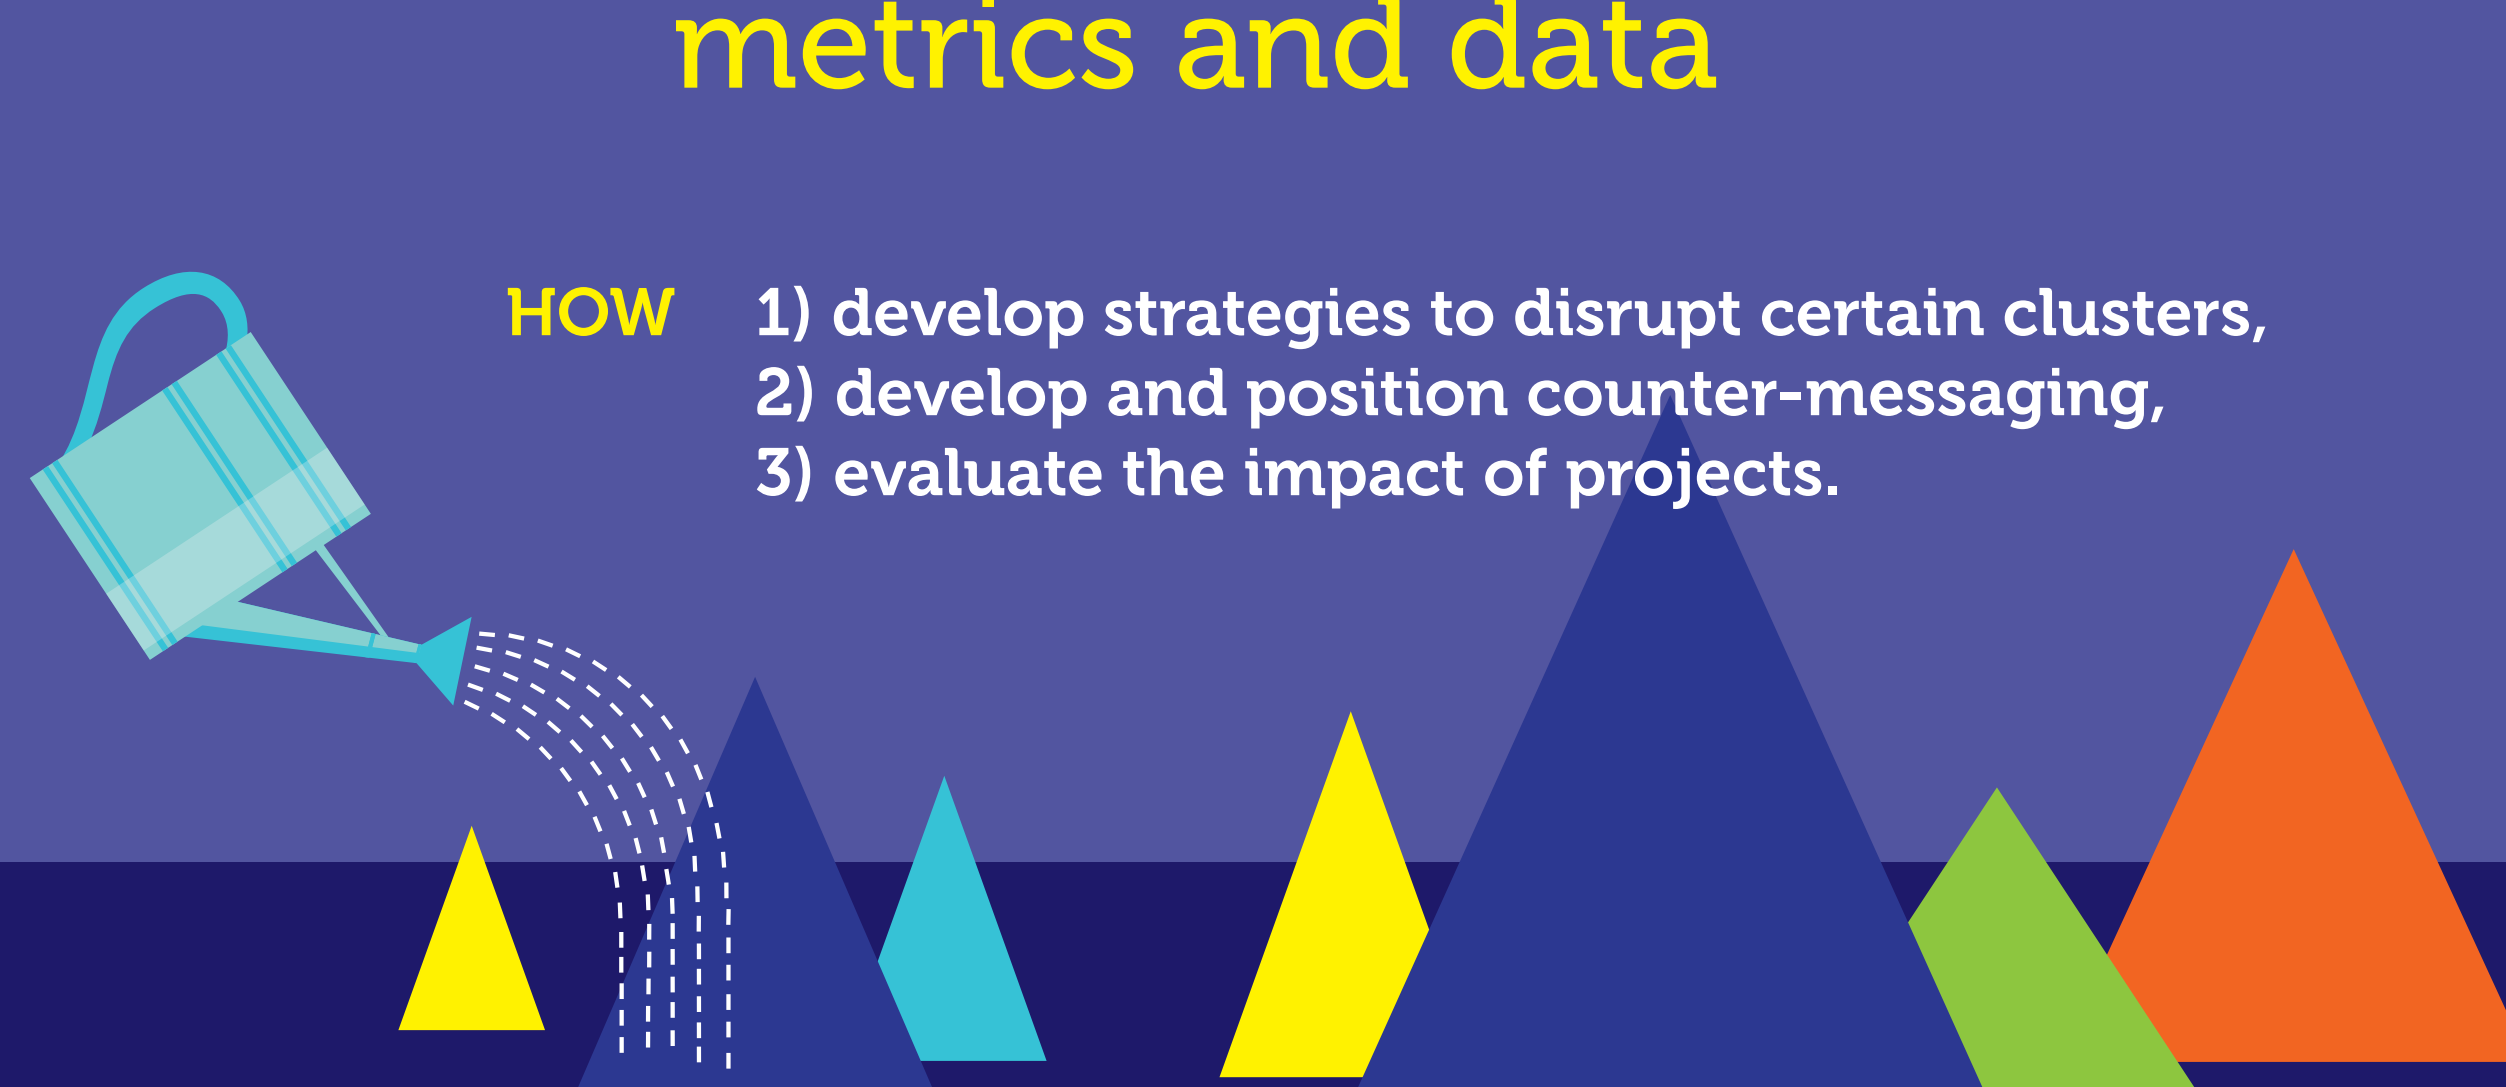 metrics and data
HOW 1) develop strategies to disrupt certain clusters,
2) develop and position counter-messaging,
3) evaluate the impact of projects.